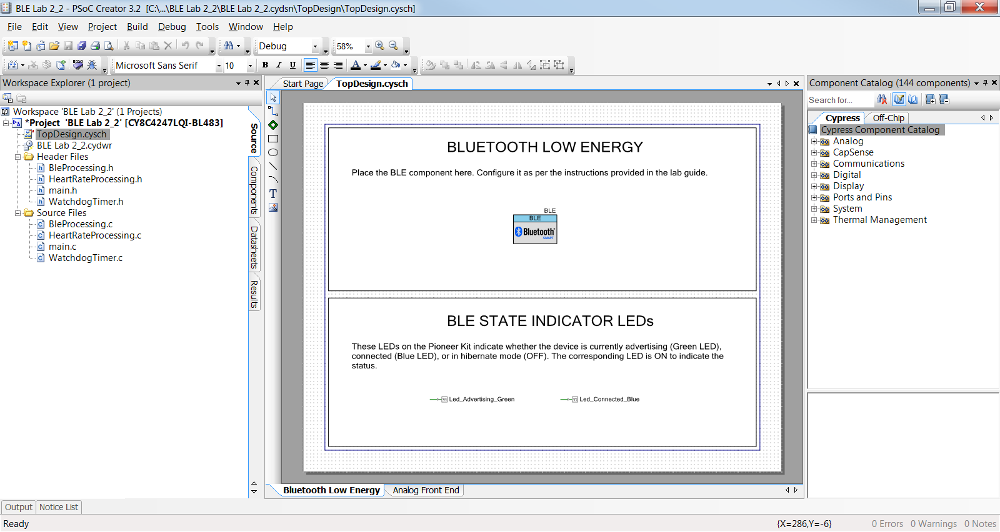 BLE Lab 2_2 - PSoC Creator 3.2 [C:\...\BLE Lab 2_2\BLE Lab 2_2.cydsn\TopDesign\TopDesign.cysch]
File Edit View Project Build Debug Tools Window Help
Debug 58%
Microsoft Sans Serif 10 B I U A
Workspace Explorer (1 project)
Workspace 'BLE Lab 2_2' (1 Projects)
*Project 'BLE Lab 2_2' [CY8C4247LQI-BL483]
TopDesign.cysch
BLE Lab 2_2.cydwr
Header Files
BleProcessing.h
HeartRateProcessing.h
main.h
WatchdogTimer.h
Source Files
BleProcessing.c
HeartRateProcessing.c
main.c
WatchdogTimer.c
Source
Components
Datasheets
Results
Start Page TopDesign.cysch
T
BLUETOOTH LOW ENERGY
Place the BLE component here. Configure it as per the instructions provided in the lab guide.
BLE
BLE
Bluetooth
SMART
BLE STATE INDICATOR LEDs
These LEDs on the Pioneer Kit indicate whether the device is currently advertising (Green LED),
connected (Blue LED), or in hibernate mode (OFF). The corresponding LED is ON to indicate the
status.
Led_Advertising_Green Led_Connected_Blue
Bluetooth Low Energy Analog Front End
Component Catalog (144 components)
Search for...
Cypress Off-Chip
Cypress Component Catalog
Analog
CapSense
Communications
Digital
Display
Ports and Pins
System
Thermal Management
Output Notice List
Ready {X=286,Y=-6} 0 Errors 0 Warnings 0 Notes